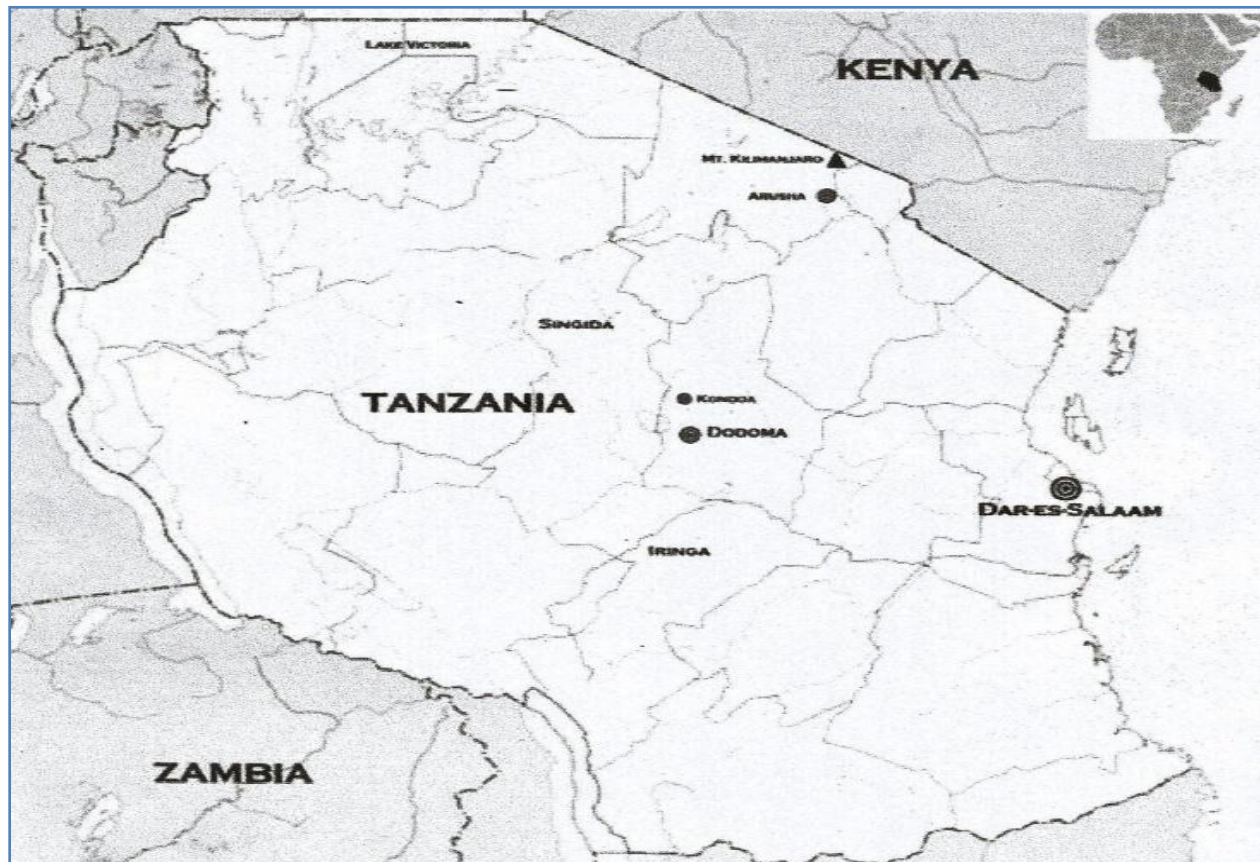 Lake Victoria
KENYA
Mt. Kilimanjaro
Arusha
Singida
TANZANIA
Kondoa
Dodoma
Dar-es-Salaam
Iringa
ZAMBIA